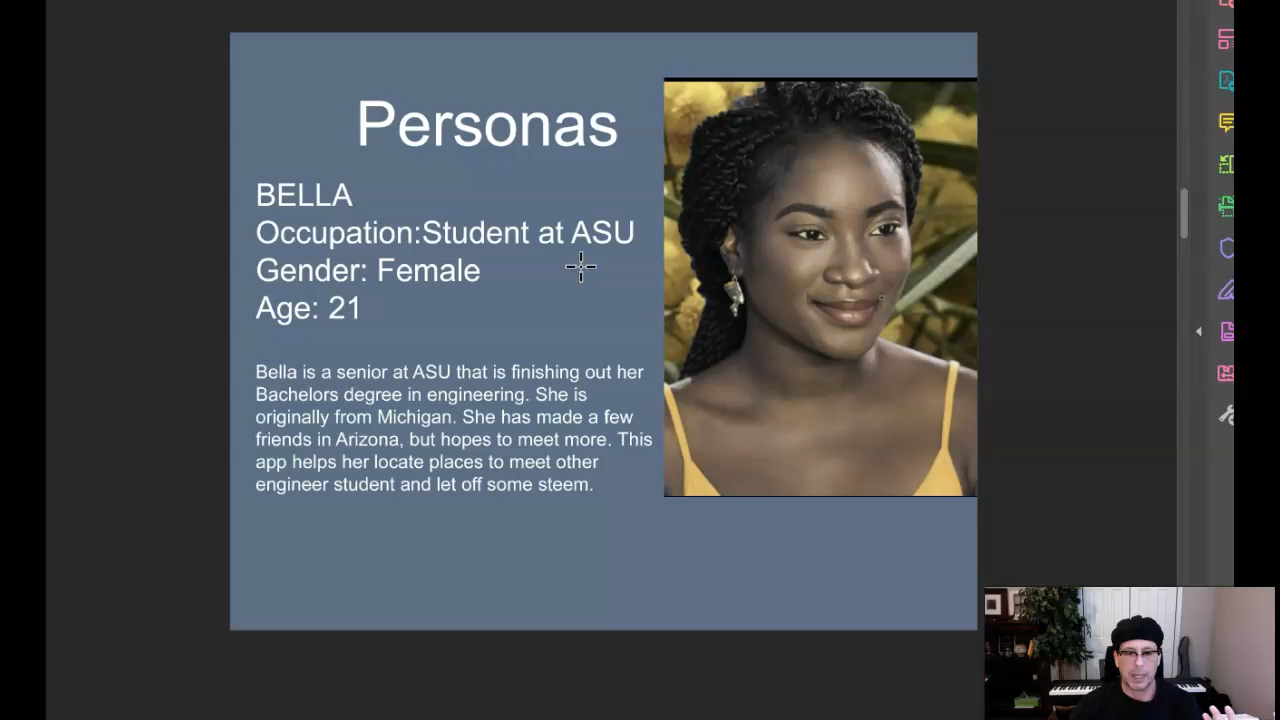 Personas
BELLA
Occupation:Student at ASU
Gender: Female
Age: 21
Bella is a senior at ASU that is finishing out her
Bachelors degree in engineering. She is
originally from Michigan. She has made a few
friends in Arizona, but hopes to meet more. This
app helps her locate places to meet other
engineer student and let off some steem.